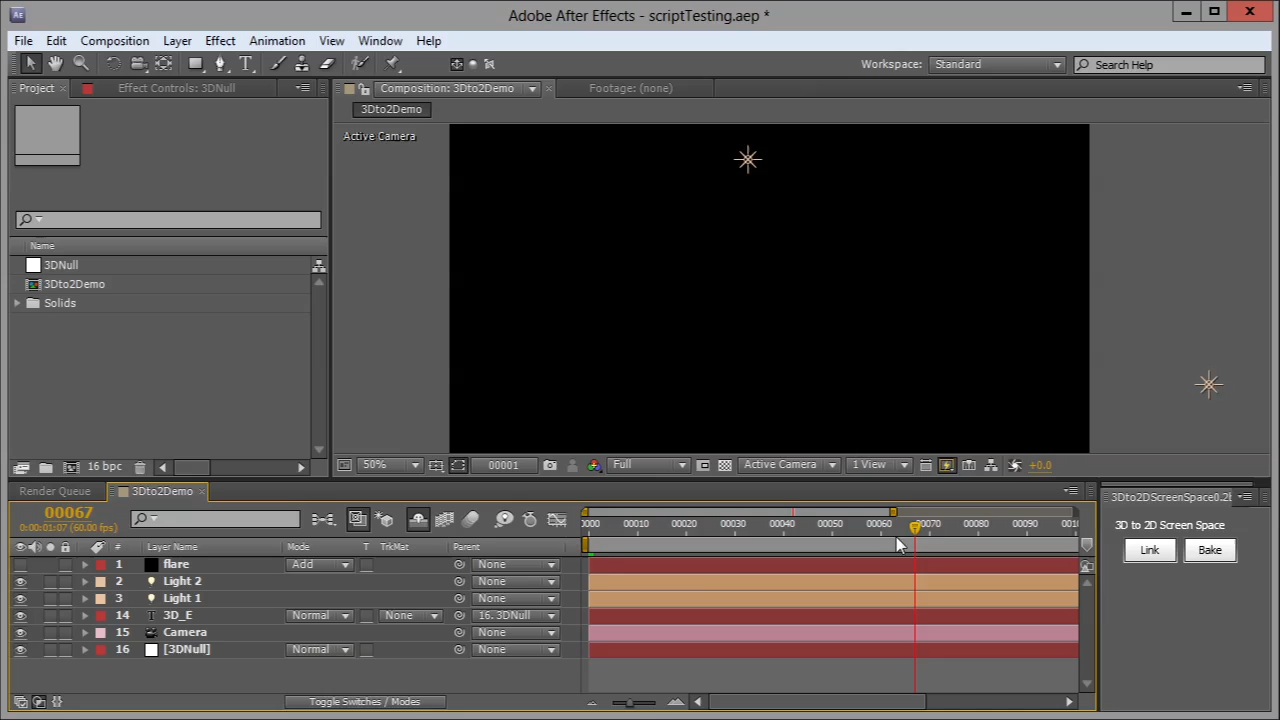 Ae
Adobe After Effects - scriptTesting.aep *
File Edit Composition Layer Effect Animation View Window Help
Workspace: Standard Search Help
Project Effect Controls: 3DNull Composition: 3Dto2Demo Footage: (none)
3Dto2Demo
Active Camera
Name
3DNull
3Dto2Demo
Solids
16 bpc
50% 00001 Full Active Camera 1 View +0.0
Render Queue 3Dto2Demo
00067
0:00:01:07 (60.00 fps)
0000 00010 00020 00030 00040 00050 00060 00070 00080 00090 0010
# Layer Name Mode T TrkMat Parent
1 flare Add None
2 Light 2 None
3 Light 1 None
14 T 3D_E Normal None 16. 3DNull
15 Camera None
16 [3DNull] Normal None
Toggle Switches / Modes
3Dto2DScreenSpace0.2b
3D to 2D Screen Space
Link Bake